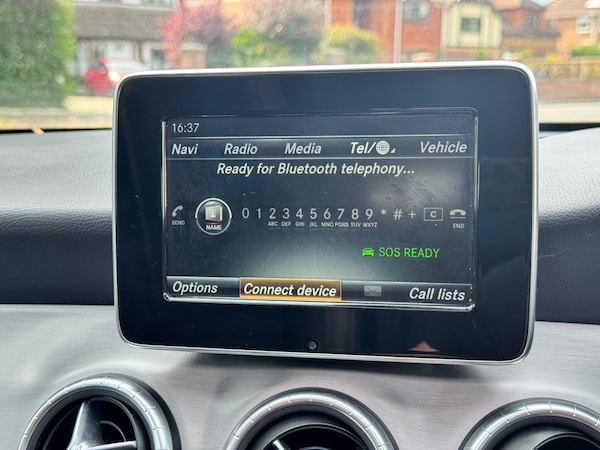 16:37
Navi Radio Media Tel/ Vehicle
Ready for Bluetooth telephony...
0 1 2 3 4 5 6 7 8 9 * # + C
SEND NAME ABC DEF GHI JKL MNO PQR TUV WXYZ END
SOS READY
Options Connect device Call lists